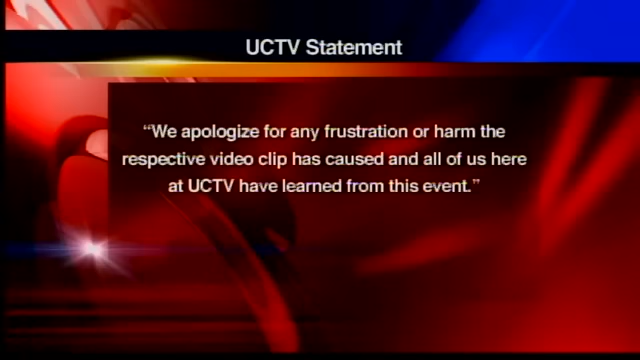 UCTV Statement
“We apologize for any frustration or harm the
respective video clip has caused and all of us here
at UCTV have learned from this event.”